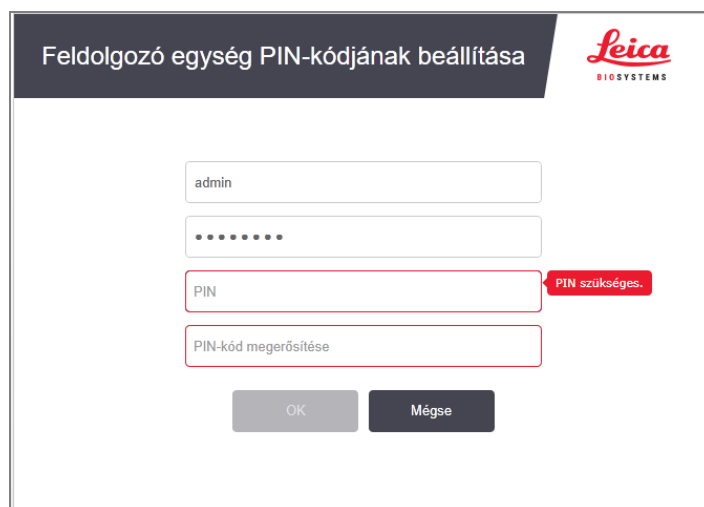 Feldolgozó egység PIN-kódjának beállítása
Leica
BIOSYSTEMS
admin
••••••••
PIN
PIN szükséges.
PIN-kód megerősítése
OK
Mégse